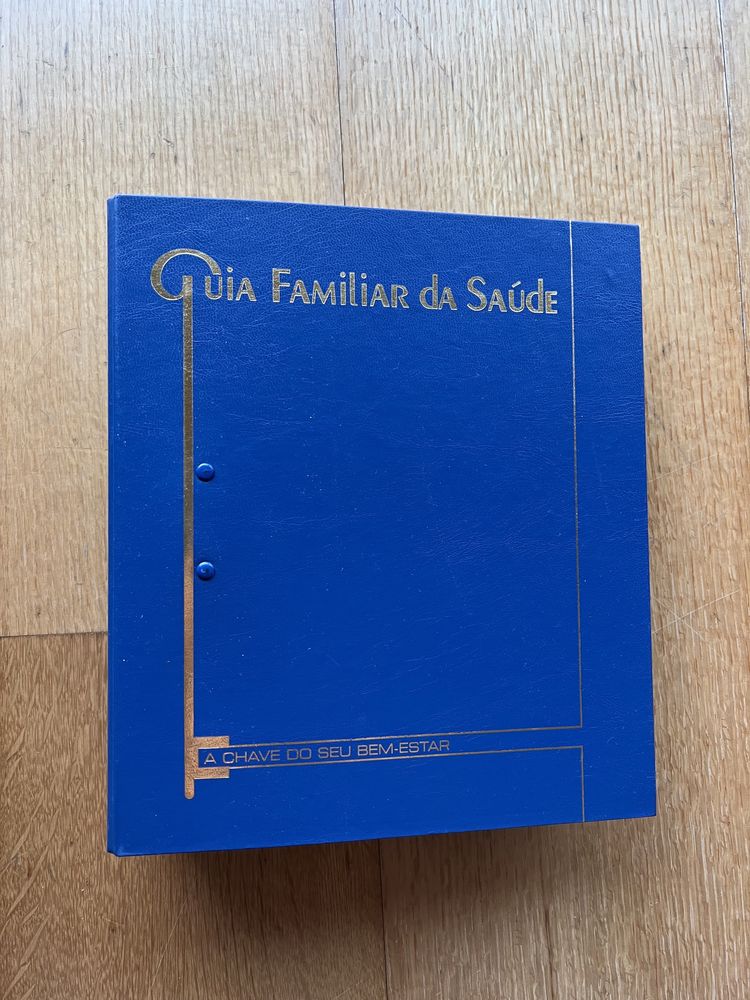 Guia Familiar da Saúde
A CHAVE DO SEU BEM-ESTAR